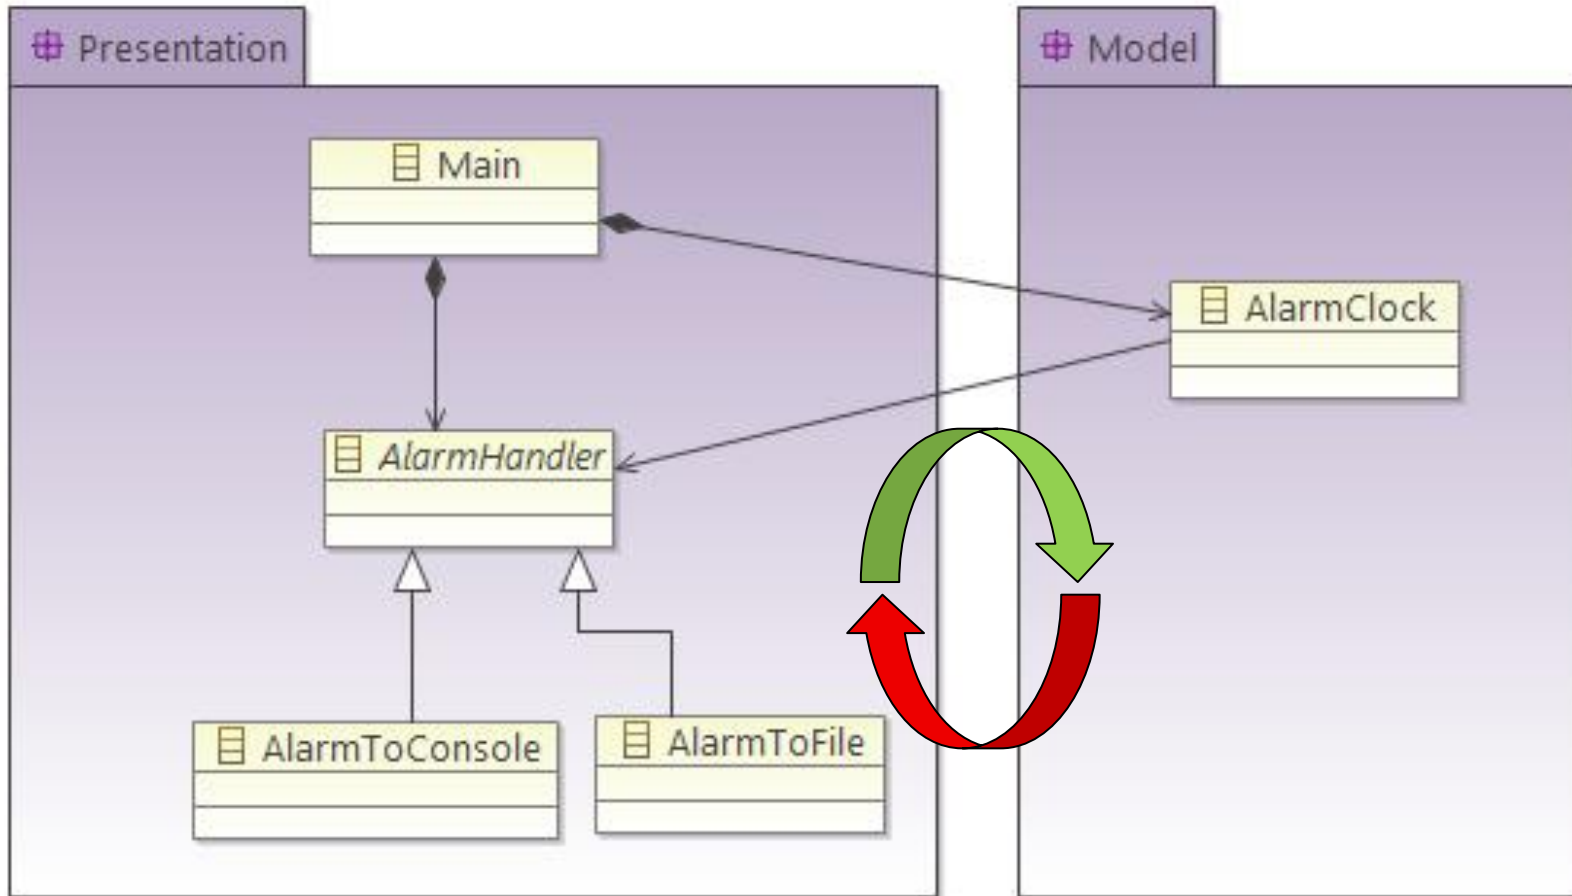 Presentation
Model
Main
AlarmClock
AlarmHandler
AlarmToConsole
AlarmToFile